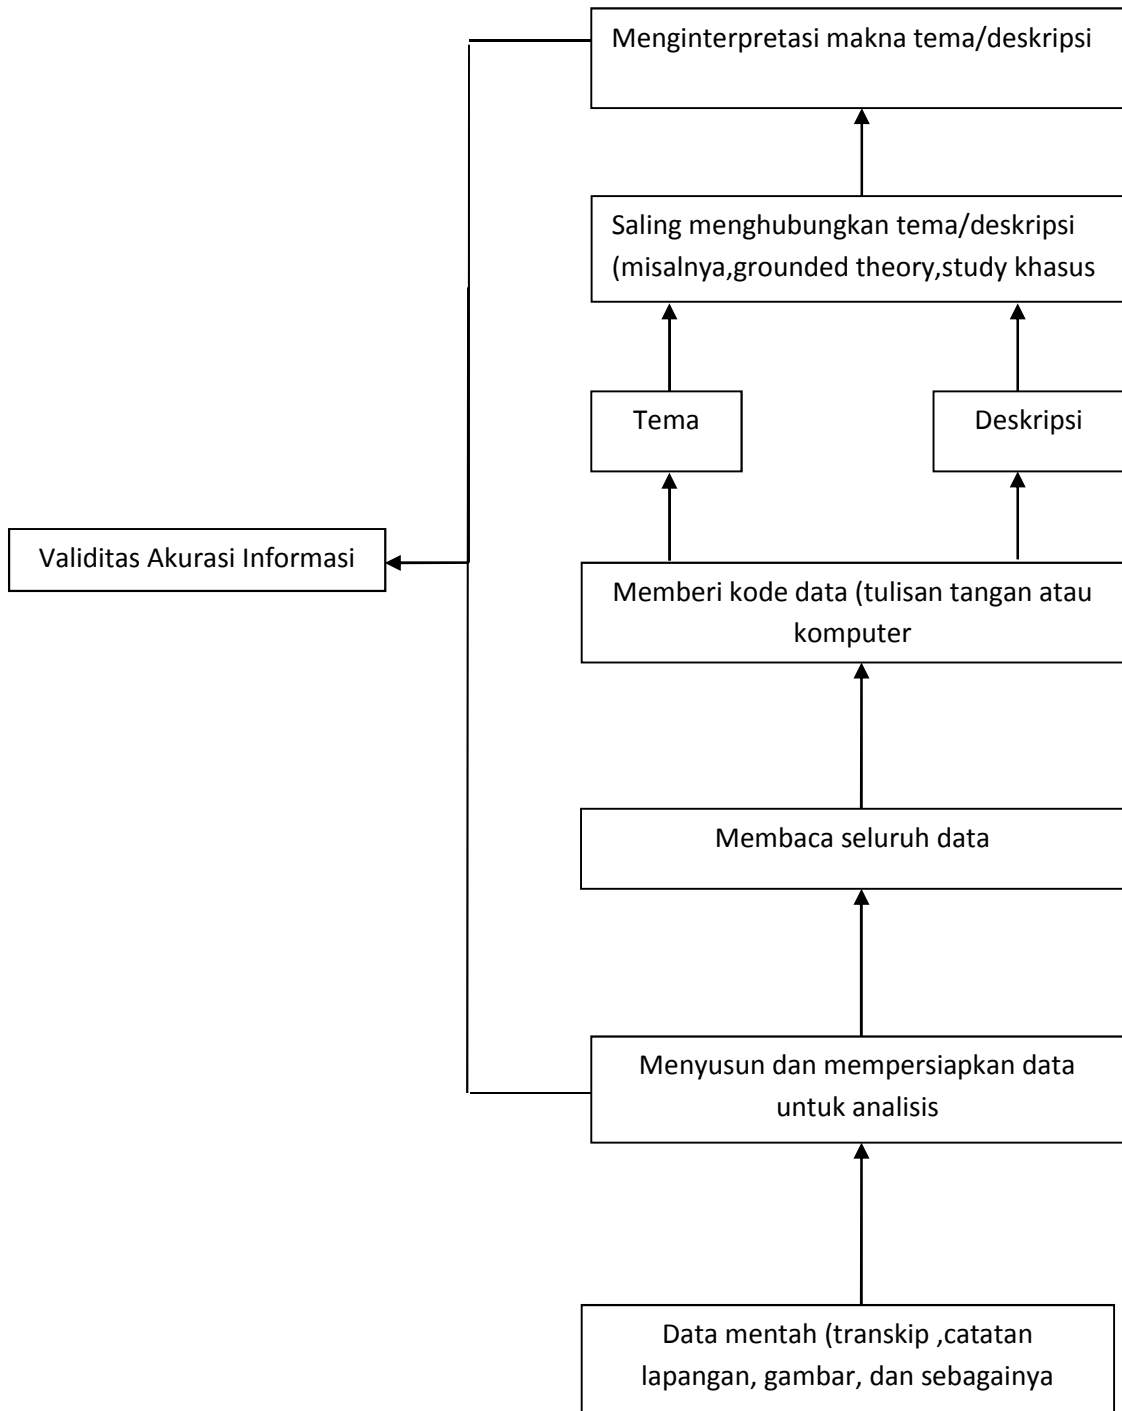 Menginterpretasi makna tema/deskripsi
Saling menghubungkan tema/deskripsi
(misalnya,grounded theory,study khasus
Tema
Deskripsi
Validitas Akurasi Informasi
Memberi kode data (tulisan tangan atau
komputer
Membaca seluruh data
Menyusun dan mempersiapkan data
untuk analisis
Data mentah (transkip ,catatan
lapangan, gambar, dan sebagainya